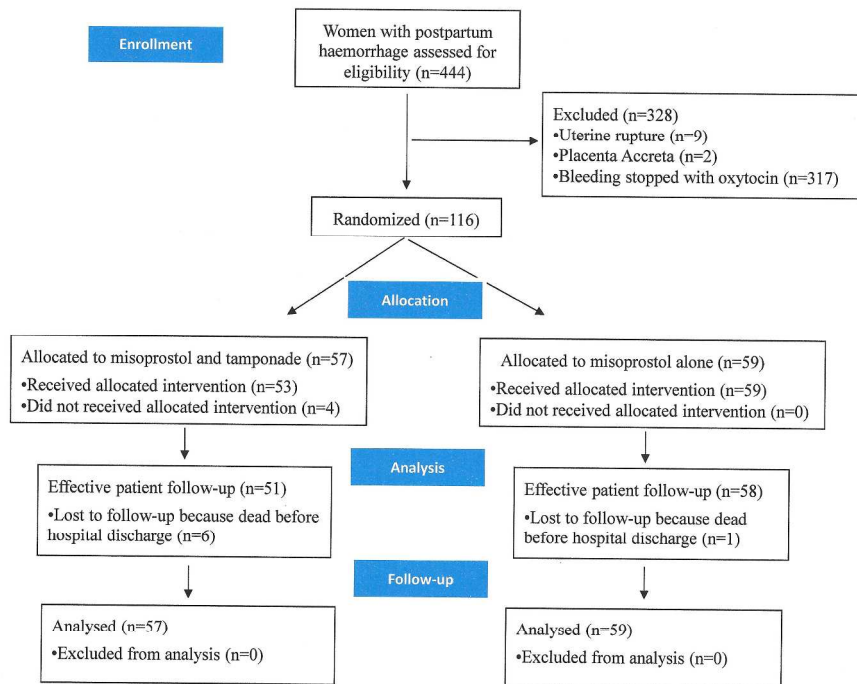 Enrollment
Women with postpartum
haemorrhage assessed for
eligibility (n=444)
Excluded (n=328)
•Uterine rupture (n=9)
•Placenta Accreta (n=2)
•Bleeding stopped with oxytocin (n=317)
Randomized (n=116)
Allocation
Allocated to misoprostol and tamponade (n=57)
•Received allocated intervention (n=53)
•Did not received allocated intervention (n=4)
Allocated to misoprostol alone (n=59)
•Received allocated intervention (n=59)
•Did not received allocated intervention (n=0)
Analysis
Effective patient follow-up (n=51)
•Lost to follow-up because dead before
hospital discharge (n=6)
Effective patient follow-up (n=58)
•Lost to follow-up because dead
before hospital discharge (n=1)
Follow-up
Analysed (n=57)
•Excluded from analysis (n=0)
Analysed (n=59)
•Excluded from analysis (n=0)